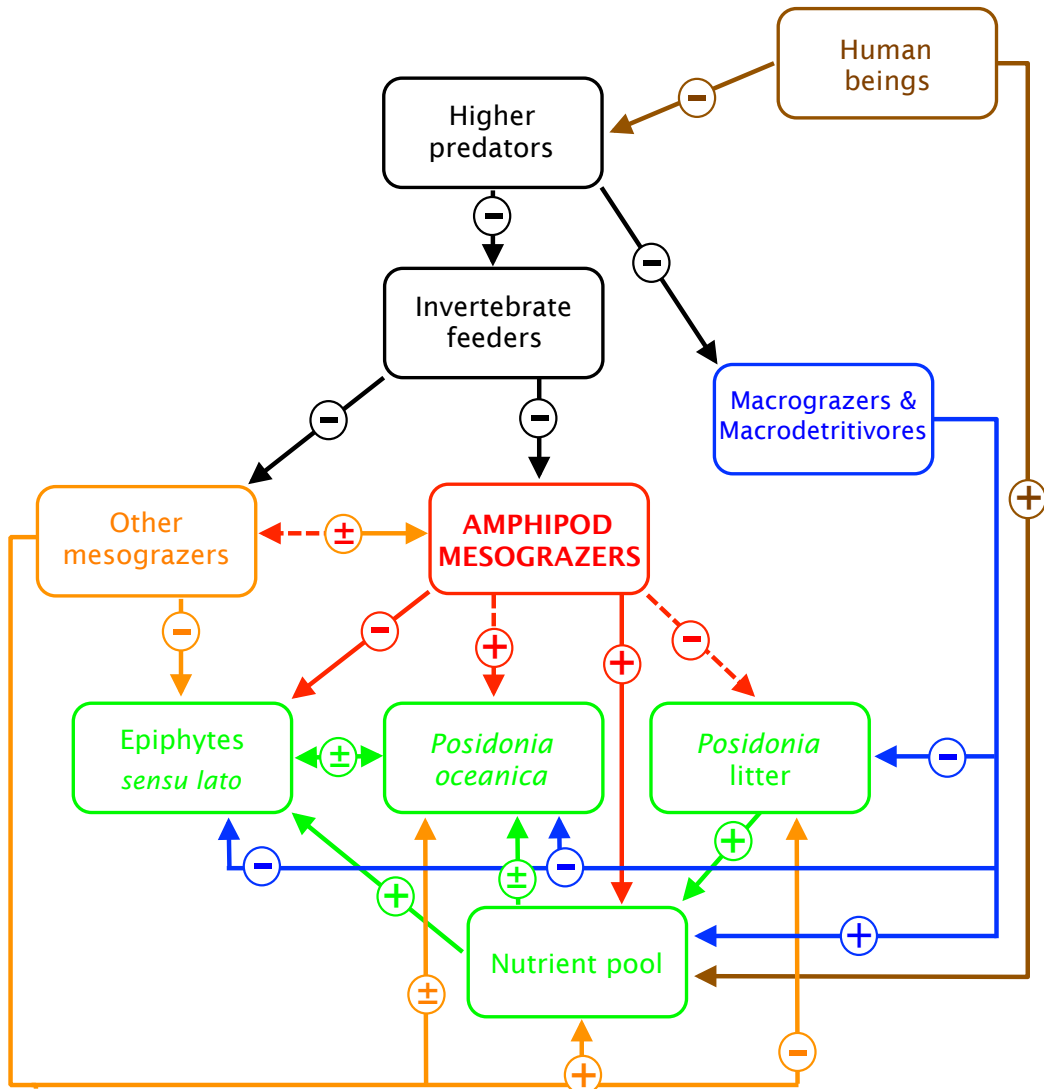 Human
beings
−
Higher
predators
−
−
Invertebrate
feeders
Macrograzers &
Macrodetritivores
−
−
+
Other
mesograzers
±
AMPHIPOD
MESOGRAZERS
−
−
+
+
−
Epiphytes
sensu lato
±
Posidonia
oceanica
Posidonia
litter
−
+
−
−
±
+
+
Nutrient pool
±
+
−